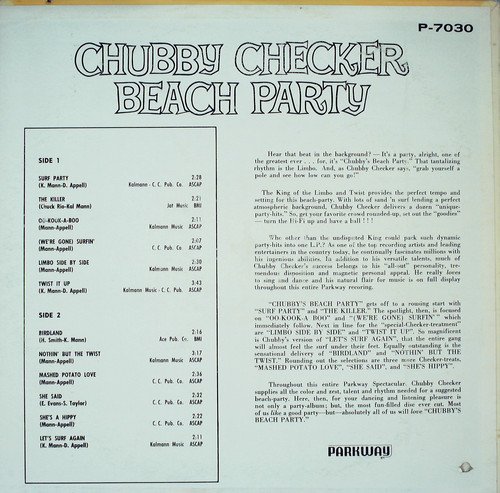 P-7030
CHUBBY CHECKER
BEACH PARTY
SIDE 1
SURF PARTY 2:28
(K. Mann-D. Appell) Kalmann - C.C. Pub. Co. ASCAP
THE KILLER 2:21
(Chuck Rio-Kal Mann) Jat Music BMI
OO-KOOK-A-BOO 2:11
(Mann-Appell) Kalmann Music ASCAP
(WE'RE GONE) SURFIN' 2:07
(Mann-Appell) C.C. Pub. Co. ASCAP
LIMBO SIDE BY SIDE 2:30
(Mann-Appell) Kalmann Music ASCAP
TWIST IT UP 3:43
(K. Mann-D. Appell) Kalmann Music - C.C. Pub. Co. ASCAP
SIDE 2
BIRDLAND 2:16
(H. Smith-K. Mann) Ace Pub. Co. BMI
NOTHIN' BUT THE TWIST 3:17
(Mann-Appell) Kalmann Music ASCAP
MASHED POTATO LOVE 2:36
(Mann-Appell) C.C. Pub. Co. ASCAP
SHE SAID 2:32
(E. Evans-S. Taylor) C.C. Pub. Co. ASCAP
SHE'S A HIPPY 2:22
(Mann-Appell) C.C. Pub. Co. ASCAP
LET'S SURF AGAIN 2:11
(K. Mann-D. Appell) Kalmann Music ASCAP
Hear that beat in the background? — It's a party, alright, one of
the greatest ever . . . for, it's "Chubby's Beach Party." That tantalizing
rhythm is the Limbo. And, as Chubby Checker says, "grab yourself a
pole and see how low can you go!"
The King of the Limbo and Twist provides the perfect tempo and
setting for this beach-party. With lots of sand 'n surf lending a perfect
atmospheric background, Chubby Checker delivers a dozen "unique-
party-hits." So, get your favorite crowd rounded-up, set out the "goodies"
— turn the Hi-Fi up and have a ball ! ! !
Who other than the undisputed King could pack such dynamic
party-hits into one L.P.? As one of the top recording artists and leading
entertainers in the country today, he continually fascinates millions with
his ingenious abilities. In addition to his versatile talents, much of
Chubby Checker's success belongs to his "all-out" personality, tre-
mendous disposition and magnetic personal appeal. He really loves
to sing and dance and his natural flair for music is on full display
throughout this entire Parkway recording.
"CHUBBY'S BEACH PARTY" gets off to a rousing start with
"SURF PARTY" and "THE KILLER." The spotlight, then, is focused
on "OO-KOOK-A BOO" and "(WE'RE GONE) SURFIN' " which
immediately follow. Next in line for the "special-Checker-treatment"
are "LIMBO SIDE BY SIDE" and "TWIST IT UP". So magnificent
is Chubby's version of "LET'S SURF AGAIN", that the entire gang
will almost feel the surf under their feet. Equally outstanding is the
sensational delivery of "BIRDLAND" and "NOTHIN' BUT THE
TWIST." Rounding out the selections are three more Checker-treats,
"MASHED POTATO LOVE", "SHE SAID", and "SHE'S HIPPY".
Throughout this entire Parkway Spectacular, Chubby Checker
supplies all the color and zest, talent and rhythm needed for a suggested
beach-party. Here, then, for your dancing and listening pleasure is
not only a party-album; but, the most fun-filled disc ever cut. Most
of us like a good party—but—absolutely all of us will love "CHUBBY'S
BEACH PARTY."
PARKWAY